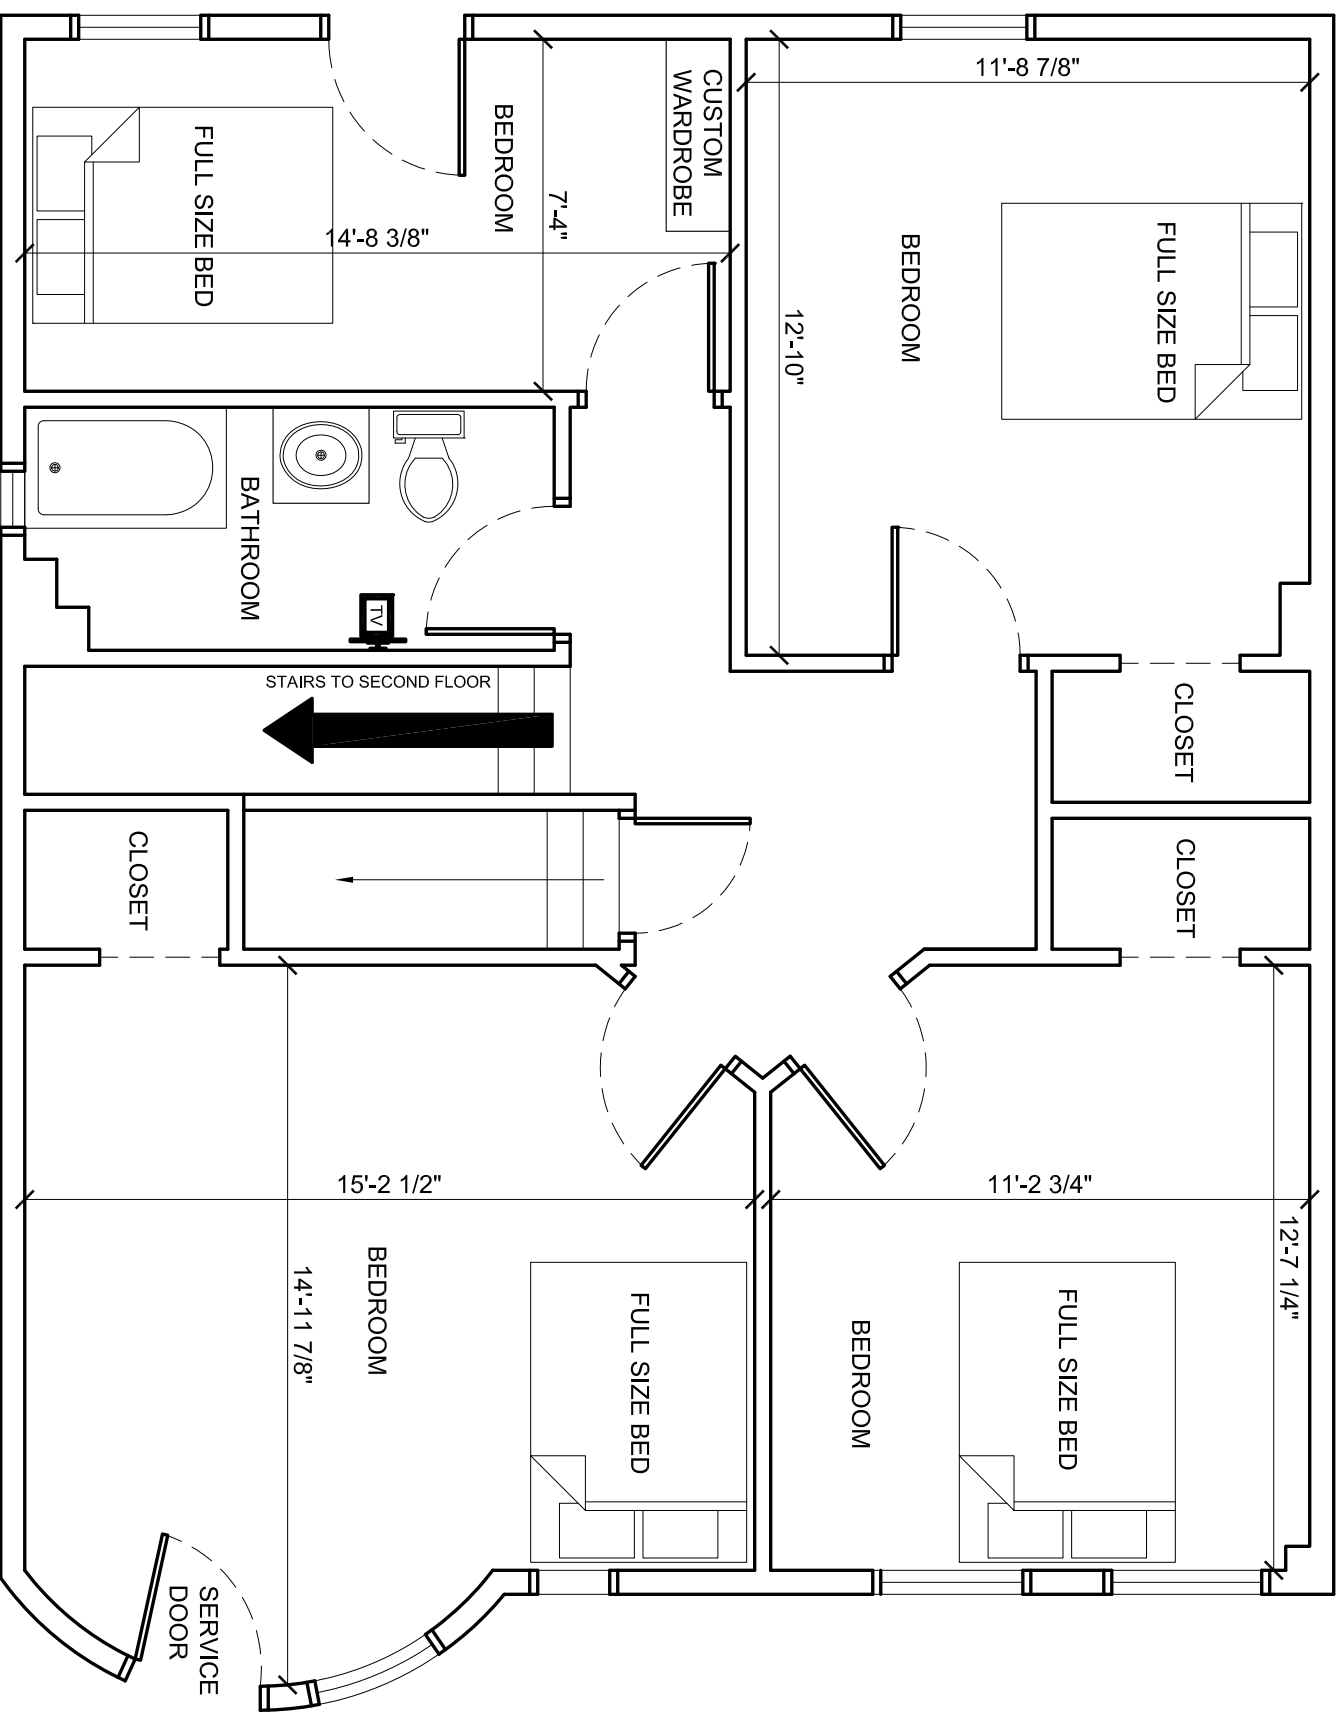 11'-8 7/8"
CUSTOM
WARDROBE
BEDROOM
FULL SIZE BED
7'-4"
14'-8 3/8"
BEDROOM
FULL SIZE BED
12'-10"
BATHROOM
TV
STAIRS TO SECOND FLOOR
CLOSET
CLOSET
CLOSET
15'-2 1/2"
11'-2 3/4"
12'-7 1/4"
BEDROOM
14'-11 7/8"
FULL SIZE BED
BEDROOM
FULL SIZE BED
SERVICE
DOOR